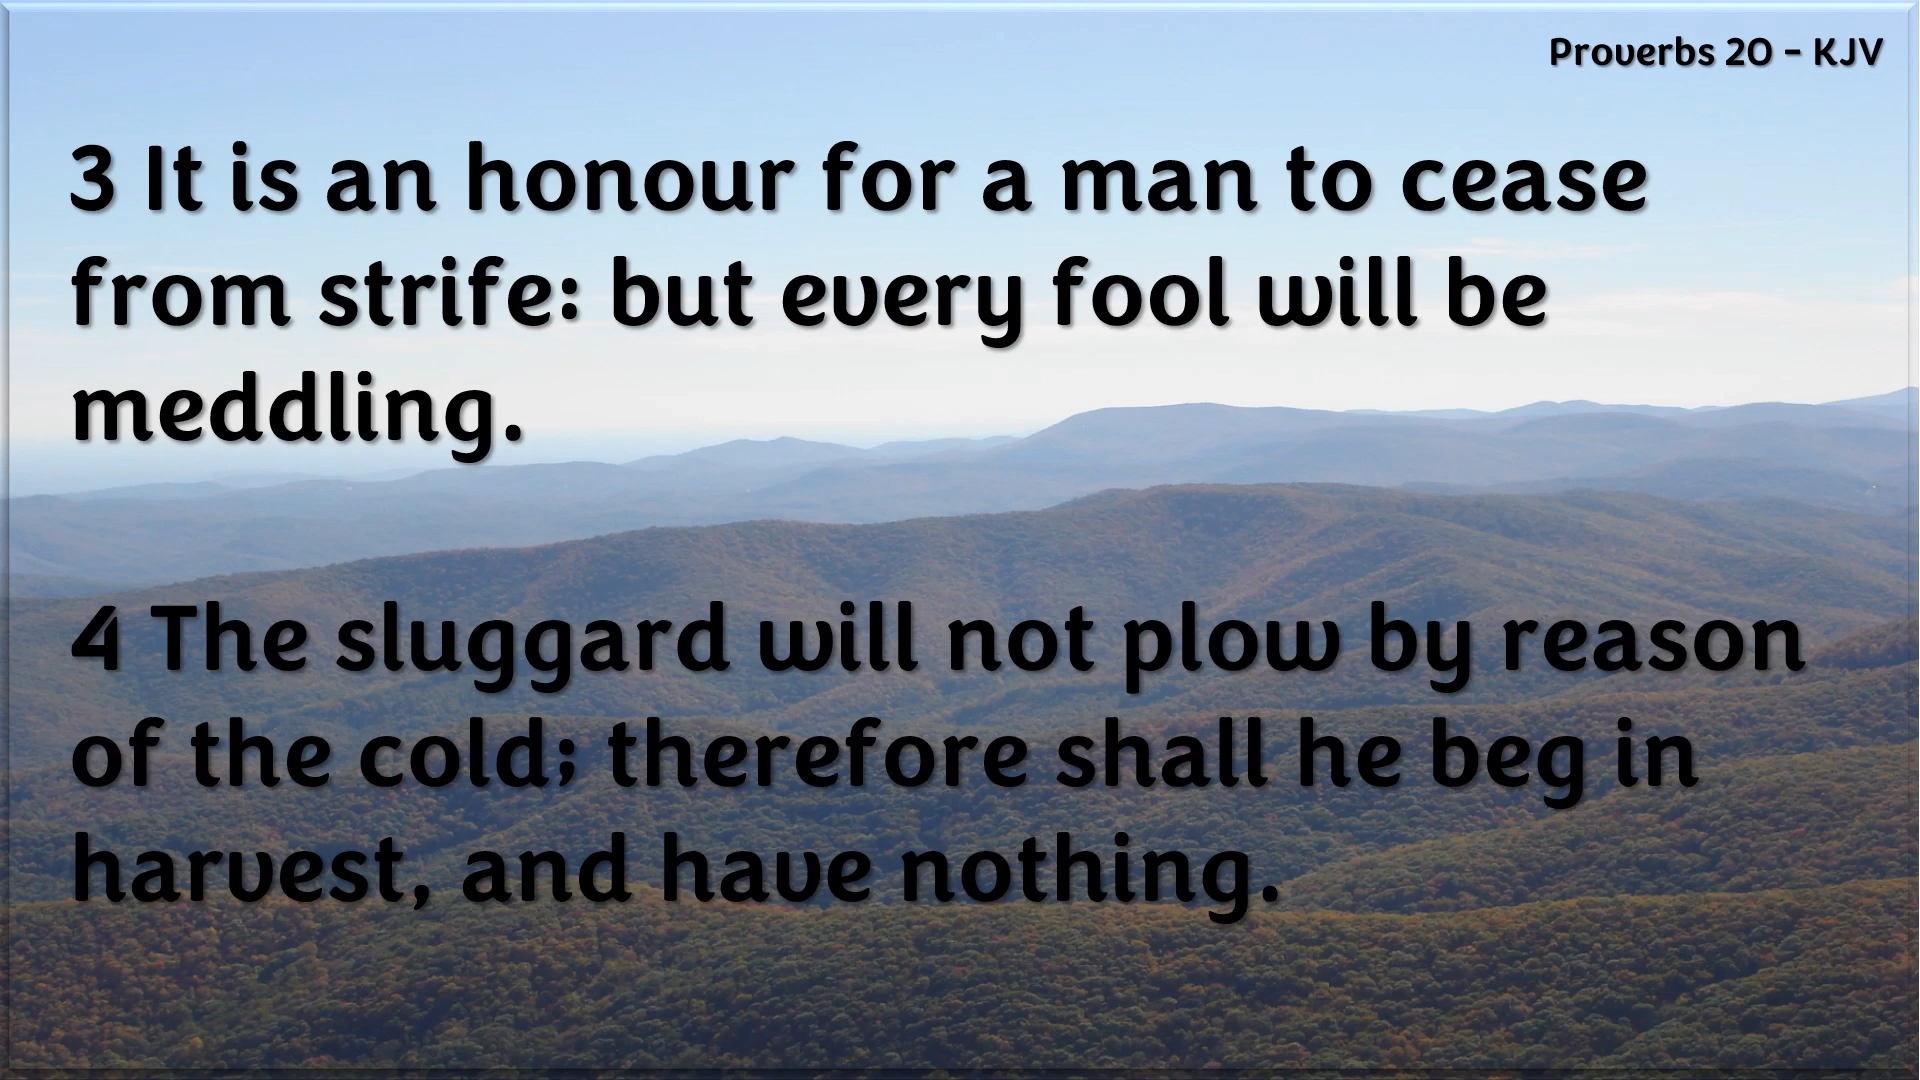 Proverbs 20 - KJV
3 It is an honour for a man to cease
from strife: but every fool will be
meddling.
4 The sluggard will not plow by reason
of the cold; therefore shall he beg in
harvest, and have nothing.